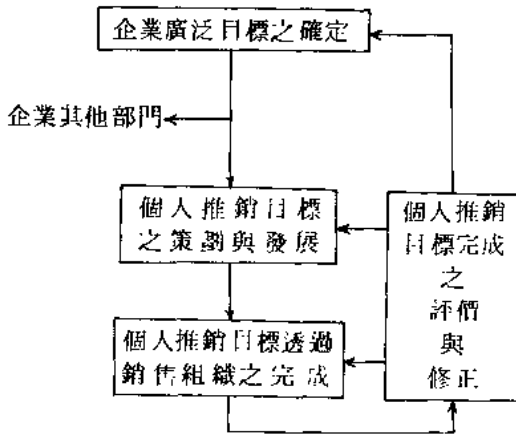 企業廣泛目標之確定
企業其他部門
個人推銷目標
之策劃與發展
個人推銷目標透過
銷售組織之完成
個人推銷
目標完成
之
評價
與
修正